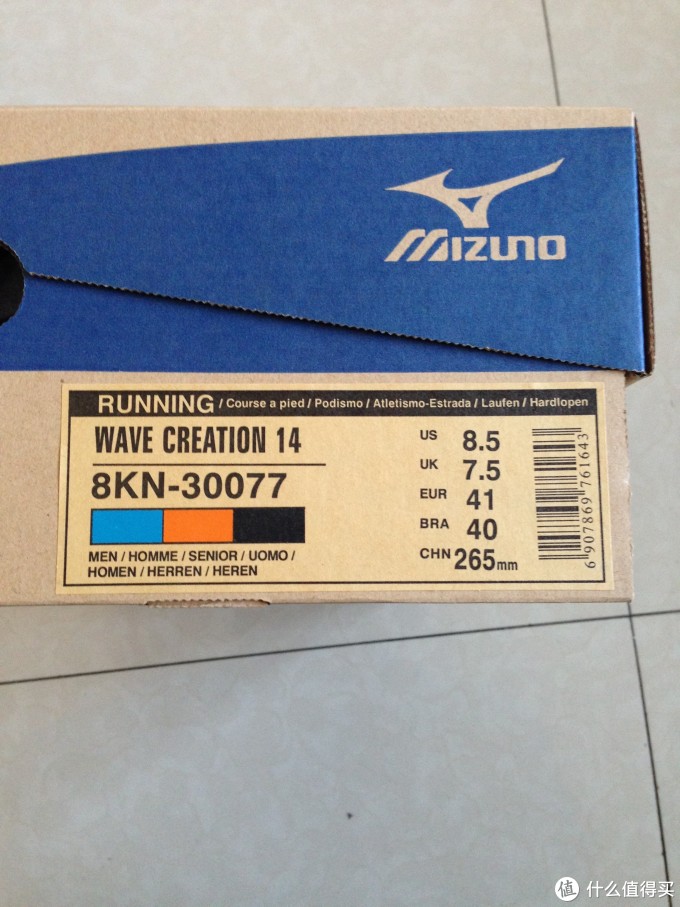 MIZUNO
RUNNING / Course a pied / Podismo / Atletismo-Estrada / Laufen / Hardlopen
WAVE CREATION 14
8KN-30077
MEN / HOMME / SENIOR / UOMO /
HOMEN / HERREN / HEREN
US 8.5
UK 7.5
EUR 41
BRA 40
CHN 265mm
6 907869 761643
值 什么值得买